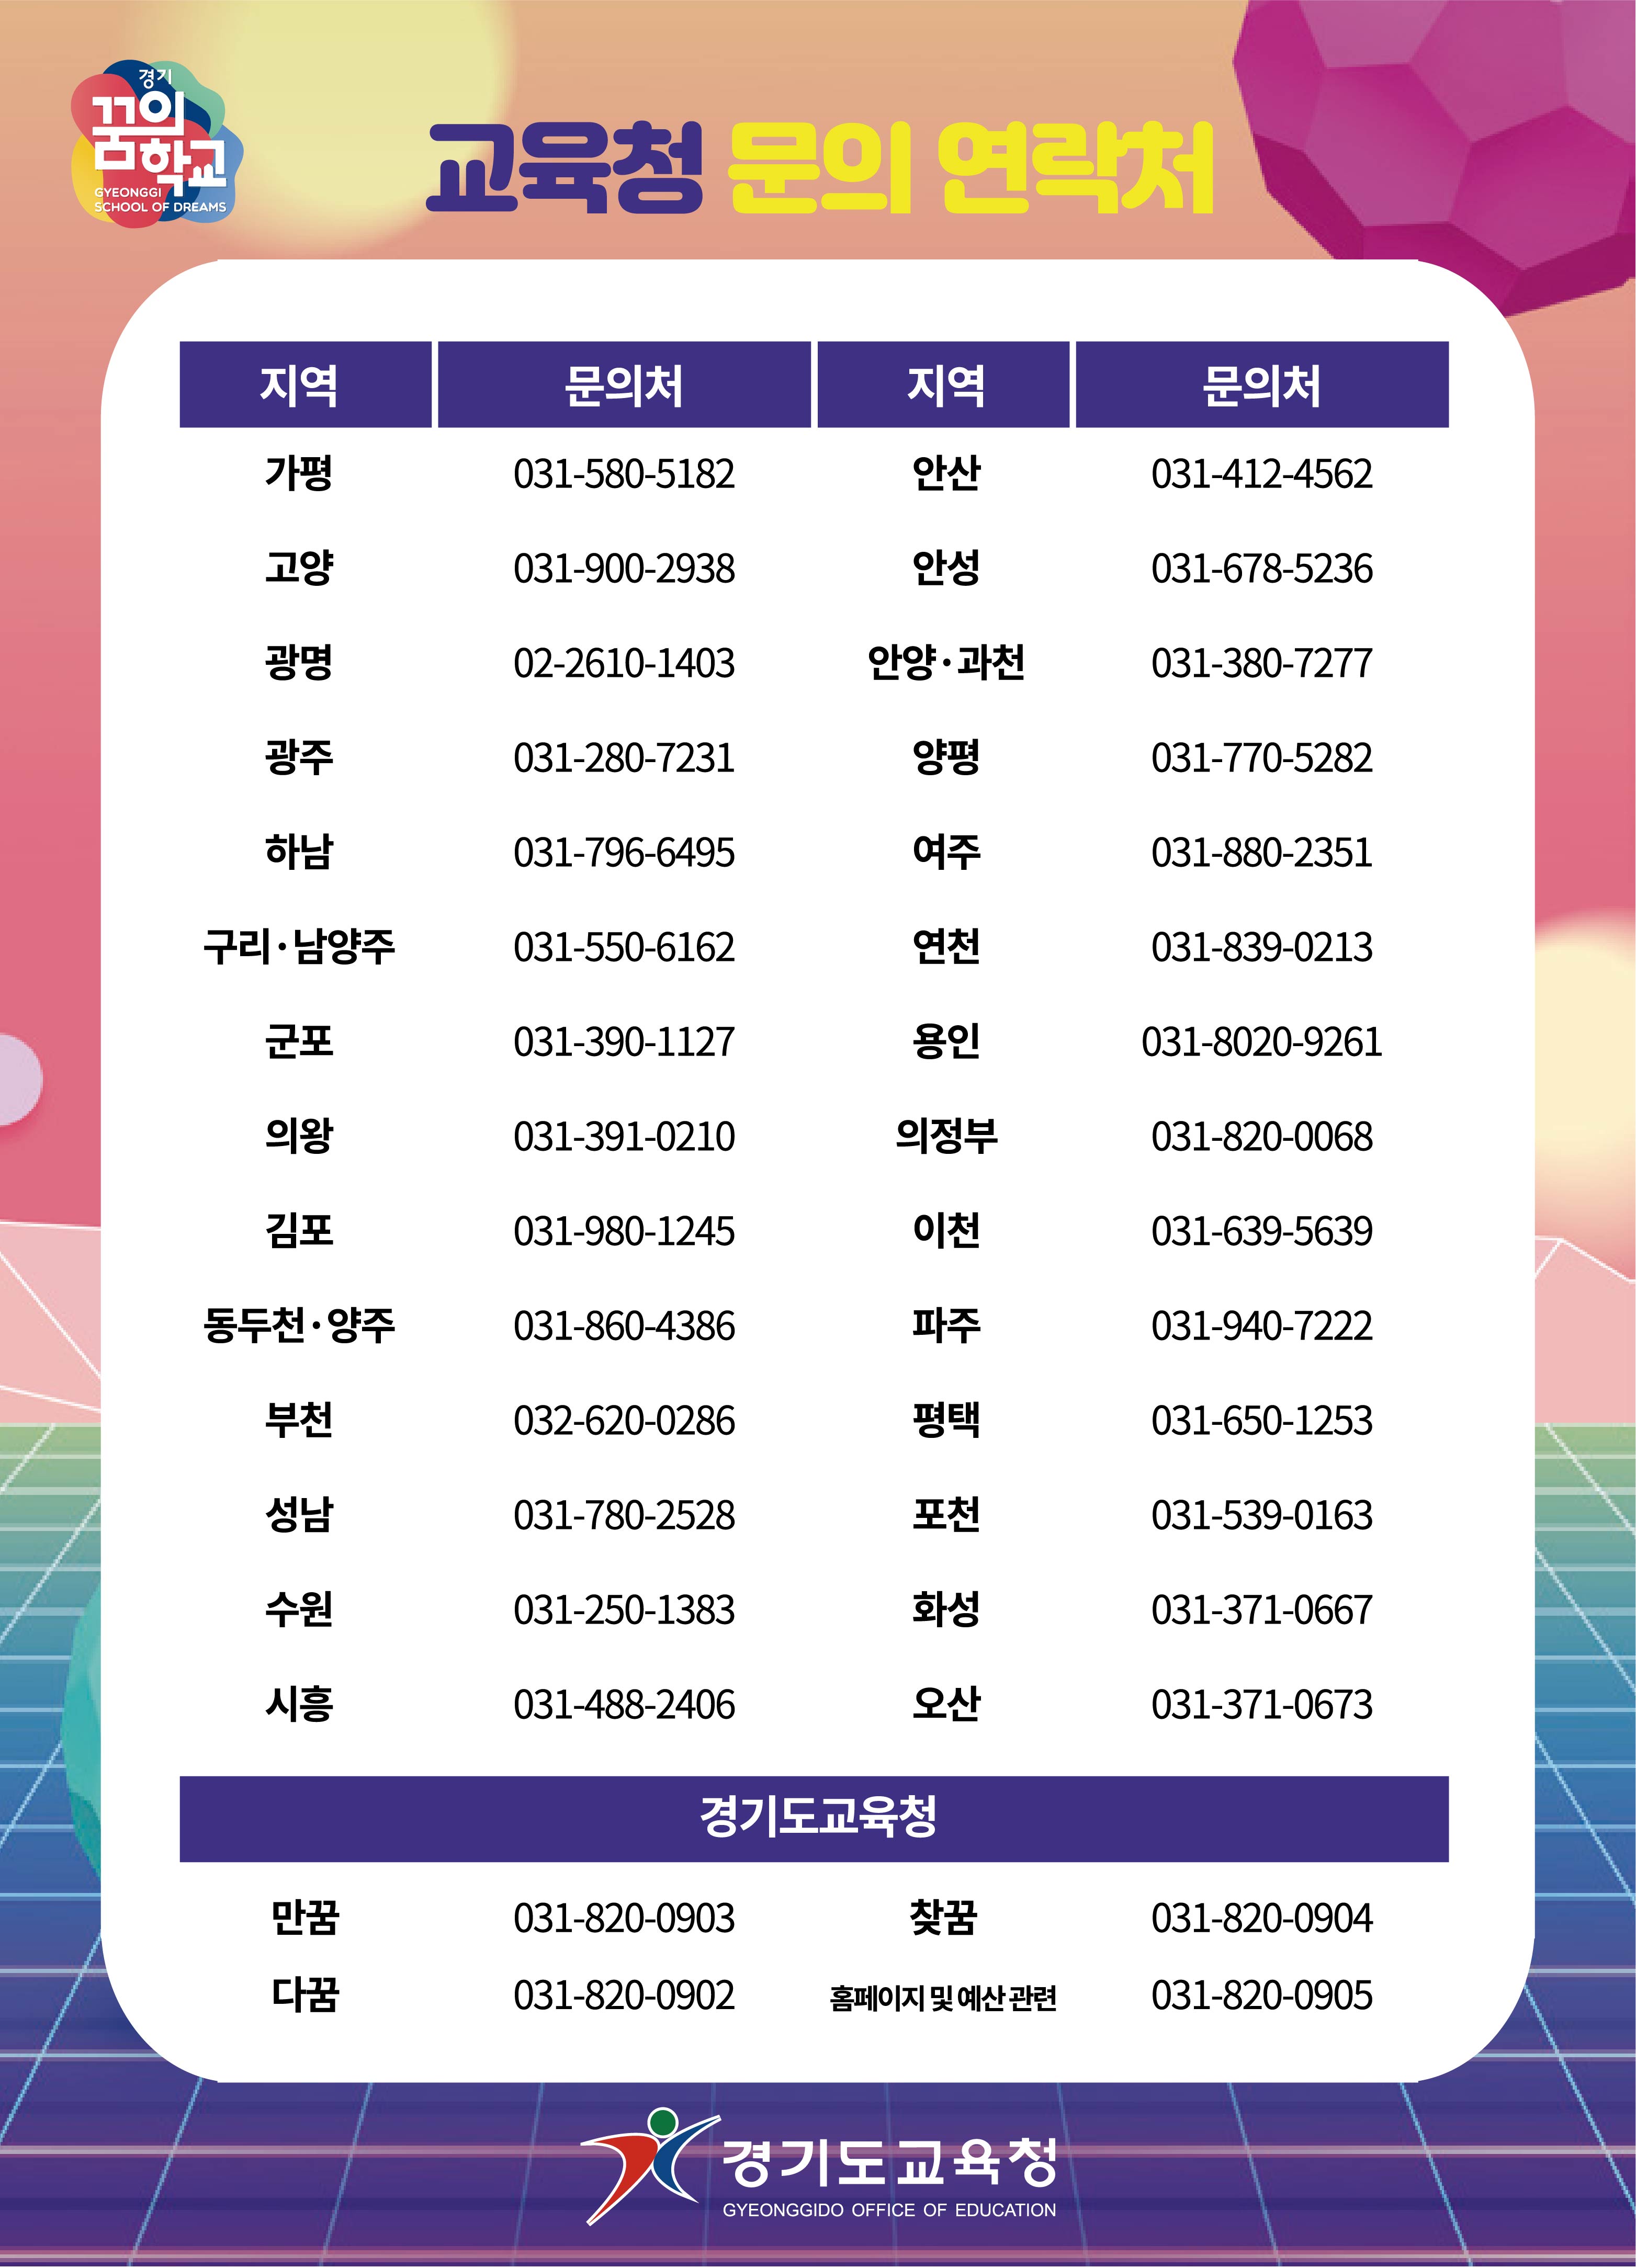 경기
꿈의
학교
GYEONGGI
SCHOOL OF DREAMS
교육청 문의 연락처
지역 문의처 지역 문의처
가평 031-580-5182 안산 031-412-4562
고양 031-900-2938 안성 031-678-5236
광명 02-2610-1403 안양·과천 031-380-7277
광주 031-280-7231 양평 031-770-5282
하남 031-796-6495 여주 031-880-2351
구리·남양주 031-550-6162 연천 031-839-0213
군포 031-390-1127 용인 031-8020-9261
의왕 031-391-0210 의정부 031-820-0068
김포 031-980-1245 이천 031-639-5639
동두천·양주 031-860-4386 파주 031-940-7222
부천 032-620-0286 평택 031-650-1253
성남 031-780-2528 포천 031-539-0163
수원 031-250-1383 화성 031-371-0667
시흥 031-488-2406 오산 031-371-0673
경기도교육청
만꿈 031-820-0903 찾꿈 031-820-0904
다꿈 031-820-0902 홈페이지 및 예산 관련 031-820-0905
경기도교육청
GYEONGGIDO OFFICE OF EDUCATION